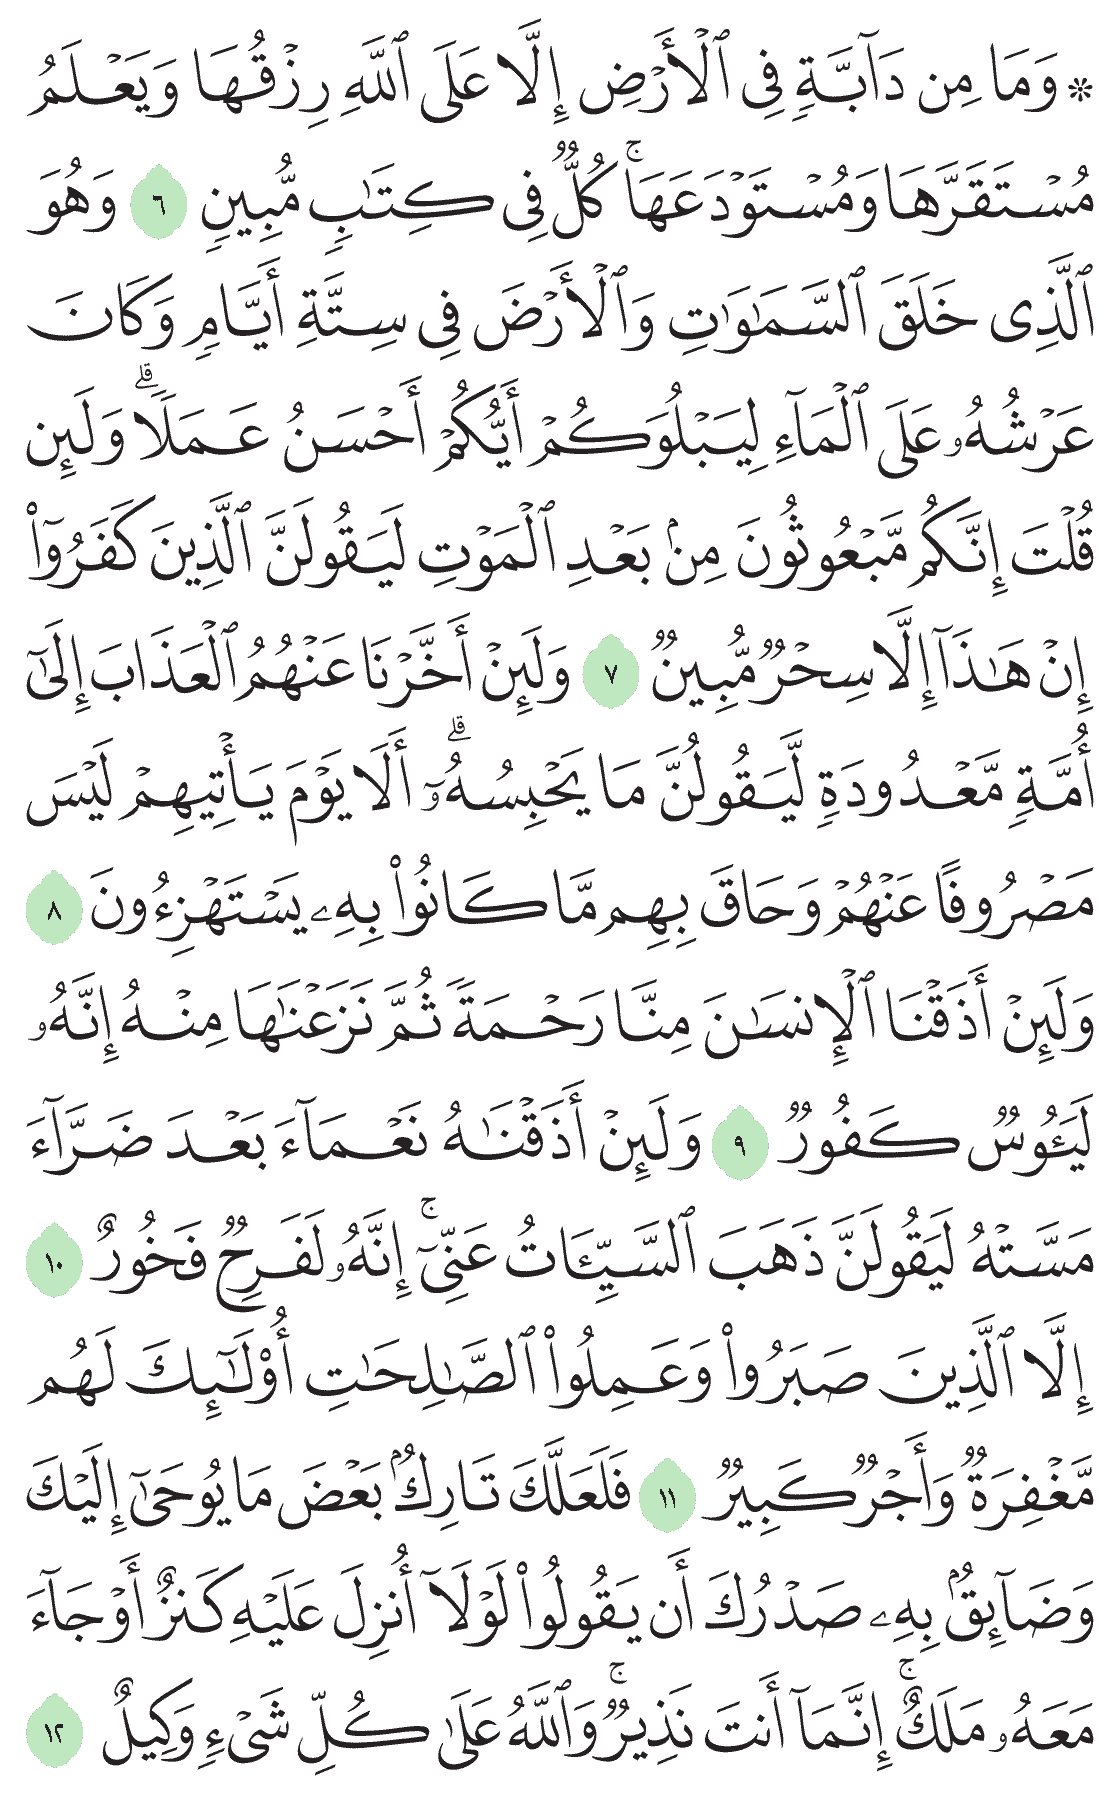 ۞ وَمَا مِن دَآبَّةٍ فِى ٱلْأَرْضِ إِلَّا عَلَى ٱللَّهِ رِزْقُهَا وَيَعْلَمُ
مُسْتَقَرَّهَا وَمُسْتَوْدَعَهَا ۚ كُلٌّ فِى كِتَٰبٍ مُّبِينٍ ٦ وَهُوَ
ٱلَّذِى خَلَقَ ٱلسَّمَٰوَٰتِ وَٱلْأَرْضَ فِى سِتَّةِ أَيَّامٍ وَكَانَ
عَرْشُهُۥ عَلَى ٱلْمَآءِ لِيَبْلُوَكُمْ أَيُّكُمْ أَحْسَنُ عَمَلًا ۗ وَلَئِن
قُلْتَ إِنَّكُم مَّبْعُوثُونَ مِنۢ بَعْدِ ٱلْمَوْتِ لَيَقُولَنَّ ٱلَّذِينَ كَفَرُوٓا۟
إِنْ هَٰذَآ إِلَّا سِحْرٌ مُّبِينٌ ٧ وَلَئِنْ أَخَّرْنَا عَنْهُمُ ٱلْعَذَابَ إِلَىٰٓ
أُمَّةٍ مَّعْدُودَةٍ لَّيَقُولُنَّ مَا يَحْبِسُهُۥٓ ۗ أَلَا يَوْمَ يَأْتِيهِمْ لَيْسَ
مَصْرُوفًا عَنْهُمْ وَحَاقَ بِهِم مَّا كَانُوا۟ بِهِۦ يَسْتَهْزِءُونَ ٨
وَلَئِنْ أَذَقْنَا ٱلْإِنسَٰنَ مِنَّا رَحْمَةً ثُمَّ نَزَعْنَٰهَا مِنْهُ إِنَّهُۥ
لَيَـُٔوسٌ كَفُورٌ ٩ وَلَئِنْ أَذَقْنَٰهُ نَعْمَآءَ بَعْدَ ضَرَّآءَ
مَسَّتْهُ لَيَقُولَنَّ ذَهَبَ ٱلسَّيِّـَٔاتُ عَنِّىٓ ۚ إِنَّهُۥ لَفَرِحٌ فَخُورٌ ١٠
إِلَّا ٱلَّذِينَ صَبَرُوا۟ وَعَمِلُوا۟ ٱلصَّٰلِحَٰتِ أُو۟لَٰٓئِكَ لَهُم
مَّغْفِرَةٌ وَأَجْرٌ كَبِيرٌ ١١ فَلَعَلَّكَ تَارِكٌۢ بَعْضَ مَا يُوحَىٰٓ إِلَيْكَ
وَضَآئِقٌۢ بِهِۦ صَدْرُكَ أَن يَقُولُوا۟ لَوْلَآ أُنزِلَ عَلَيْهِ كَنزٌ أَوْ جَآءَ
مَعَهُۥ مَلَكٌ ۚ إِنَّمَآ أَنتَ نَذِيرٌ ۚ وَٱللَّهُ عَلَىٰ كُلِّ شَىْءٍ وَكِيلٌ ١٢